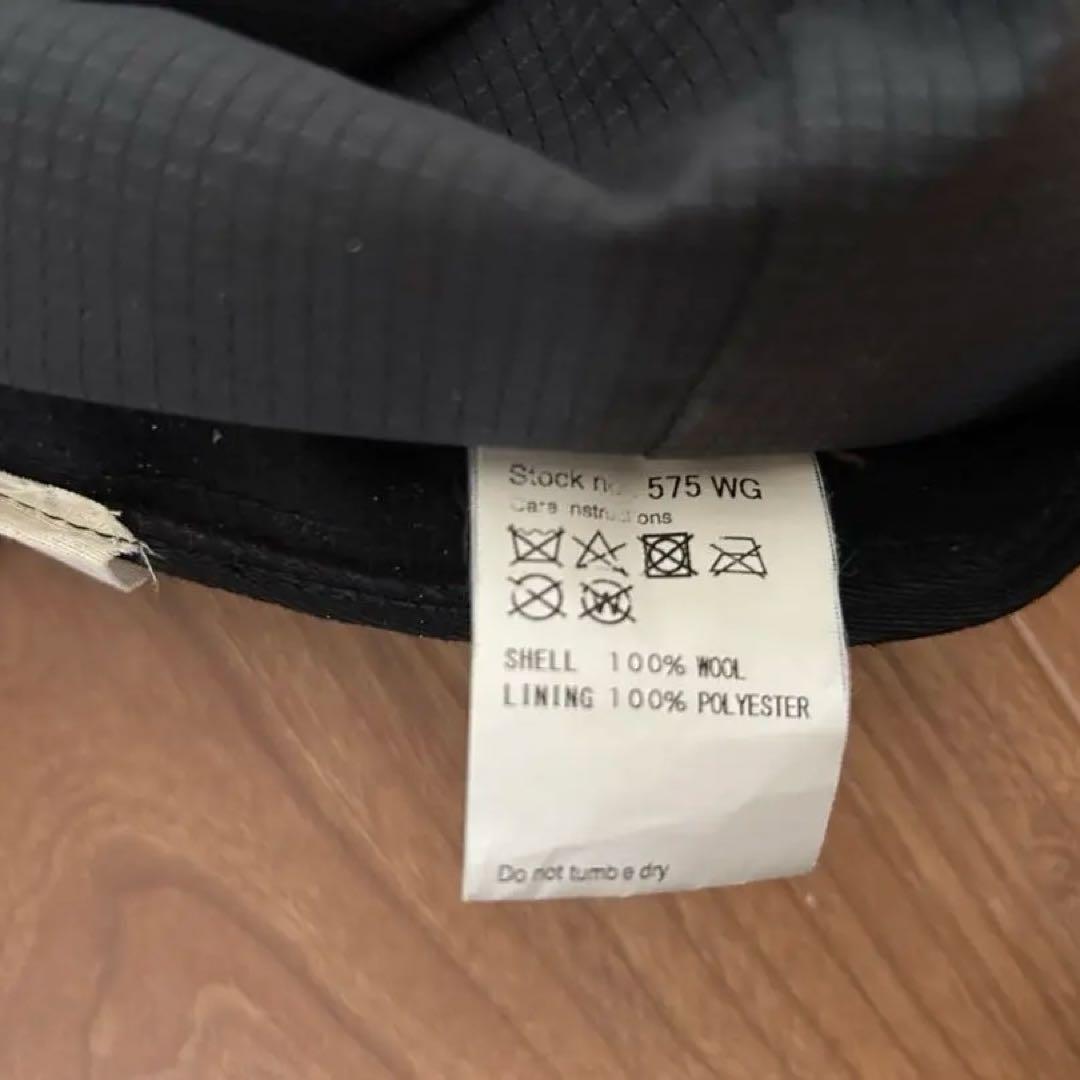 Stock no. 575 WG
Care instructions
W
SHELL 100% WOOL
LINING 100% POLYESTER
Do not tumble dry